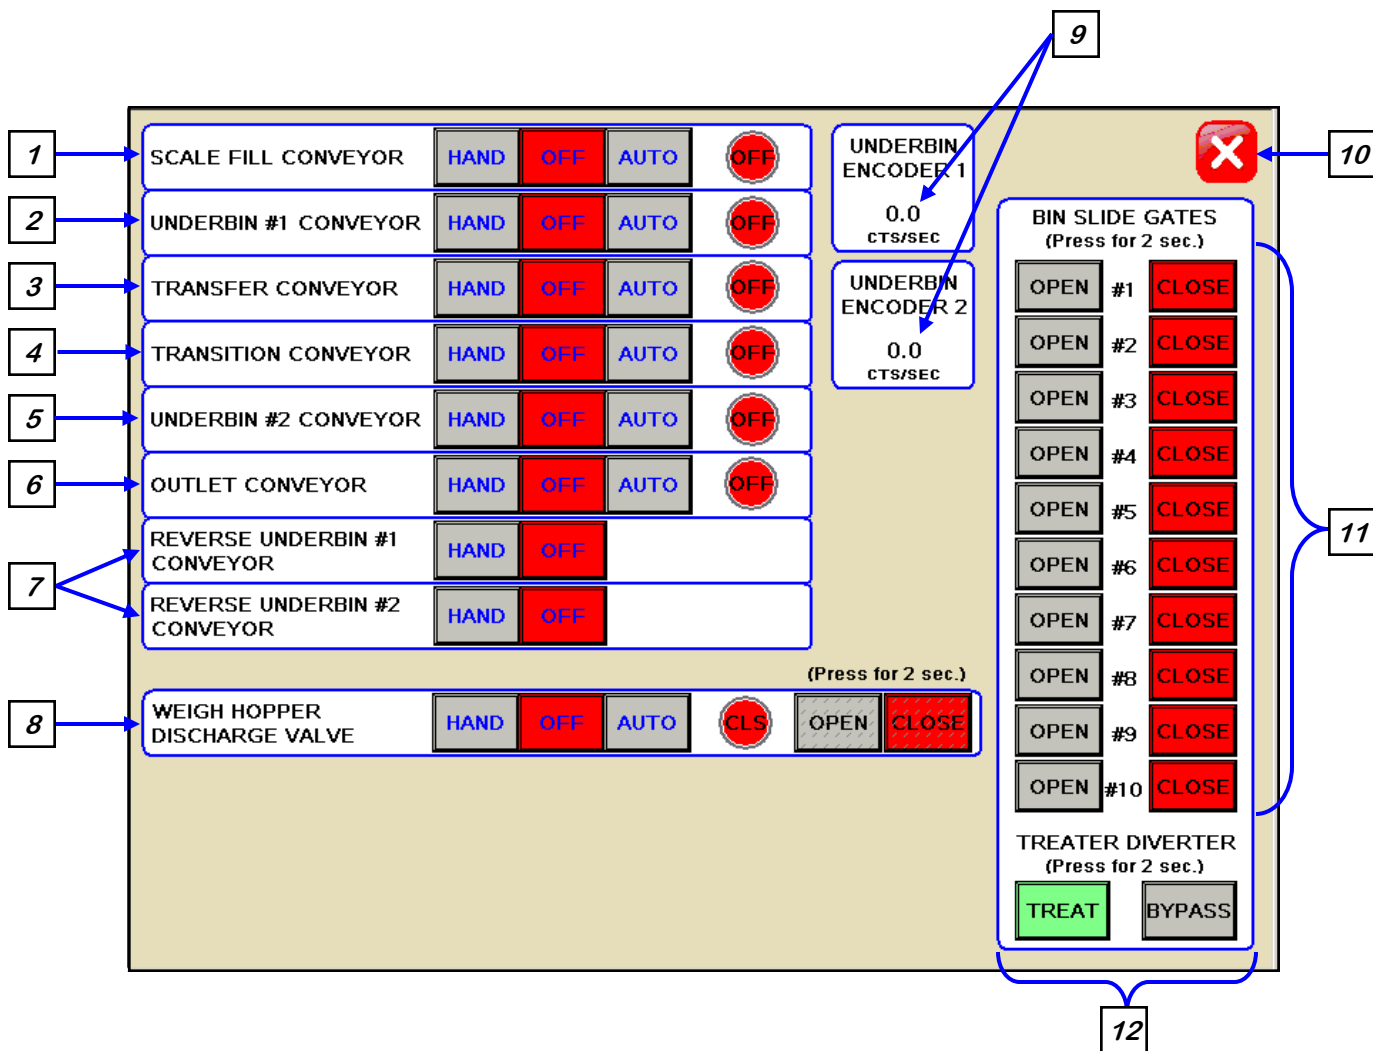 9
1
SCALE FILL CONVEYOR HAND OFF AUTO OFF
2
UNDERBIN #1 CONVEYOR HAND OFF AUTO OFF
3
TRANSFER CONVEYOR HAND OFF AUTO OFF
4
TRANSITION CONVEYOR HAND OFF AUTO OFF
5
UNDERBIN #2 CONVEYOR HAND OFF AUTO OFF
6
OUTLET CONVEYOR HAND OFF AUTO OFF
7
REVERSE UNDERBIN #1
CONVEYOR
HAND OFF
REVERSE UNDERBIN #2
CONVEYOR
HAND OFF
8
WEIGH HOPPER
DISCHARGE VALVE
HAND OFF AUTO CLS
(Press for 2 sec.)
OPEN CLOSE
UNDERBIN
ENCODER 1
0.0
CTS/SEC
UNDERBIN
ENCODER 2
0.0
CTS/SEC
10
BIN SLIDE GATES
(Press for 2 sec.)
OPEN #1 CLOSE
OPEN #2 CLOSE
OPEN #3 CLOSE
OPEN #4 CLOSE
OPEN #5 CLOSE
OPEN #6 CLOSE
OPEN #7 CLOSE
OPEN #8 CLOSE
OPEN #9 CLOSE
OPEN #10 CLOSE
11
TREATER DIVERTER
(Press for 2 sec.)
TREAT BYPASS
12